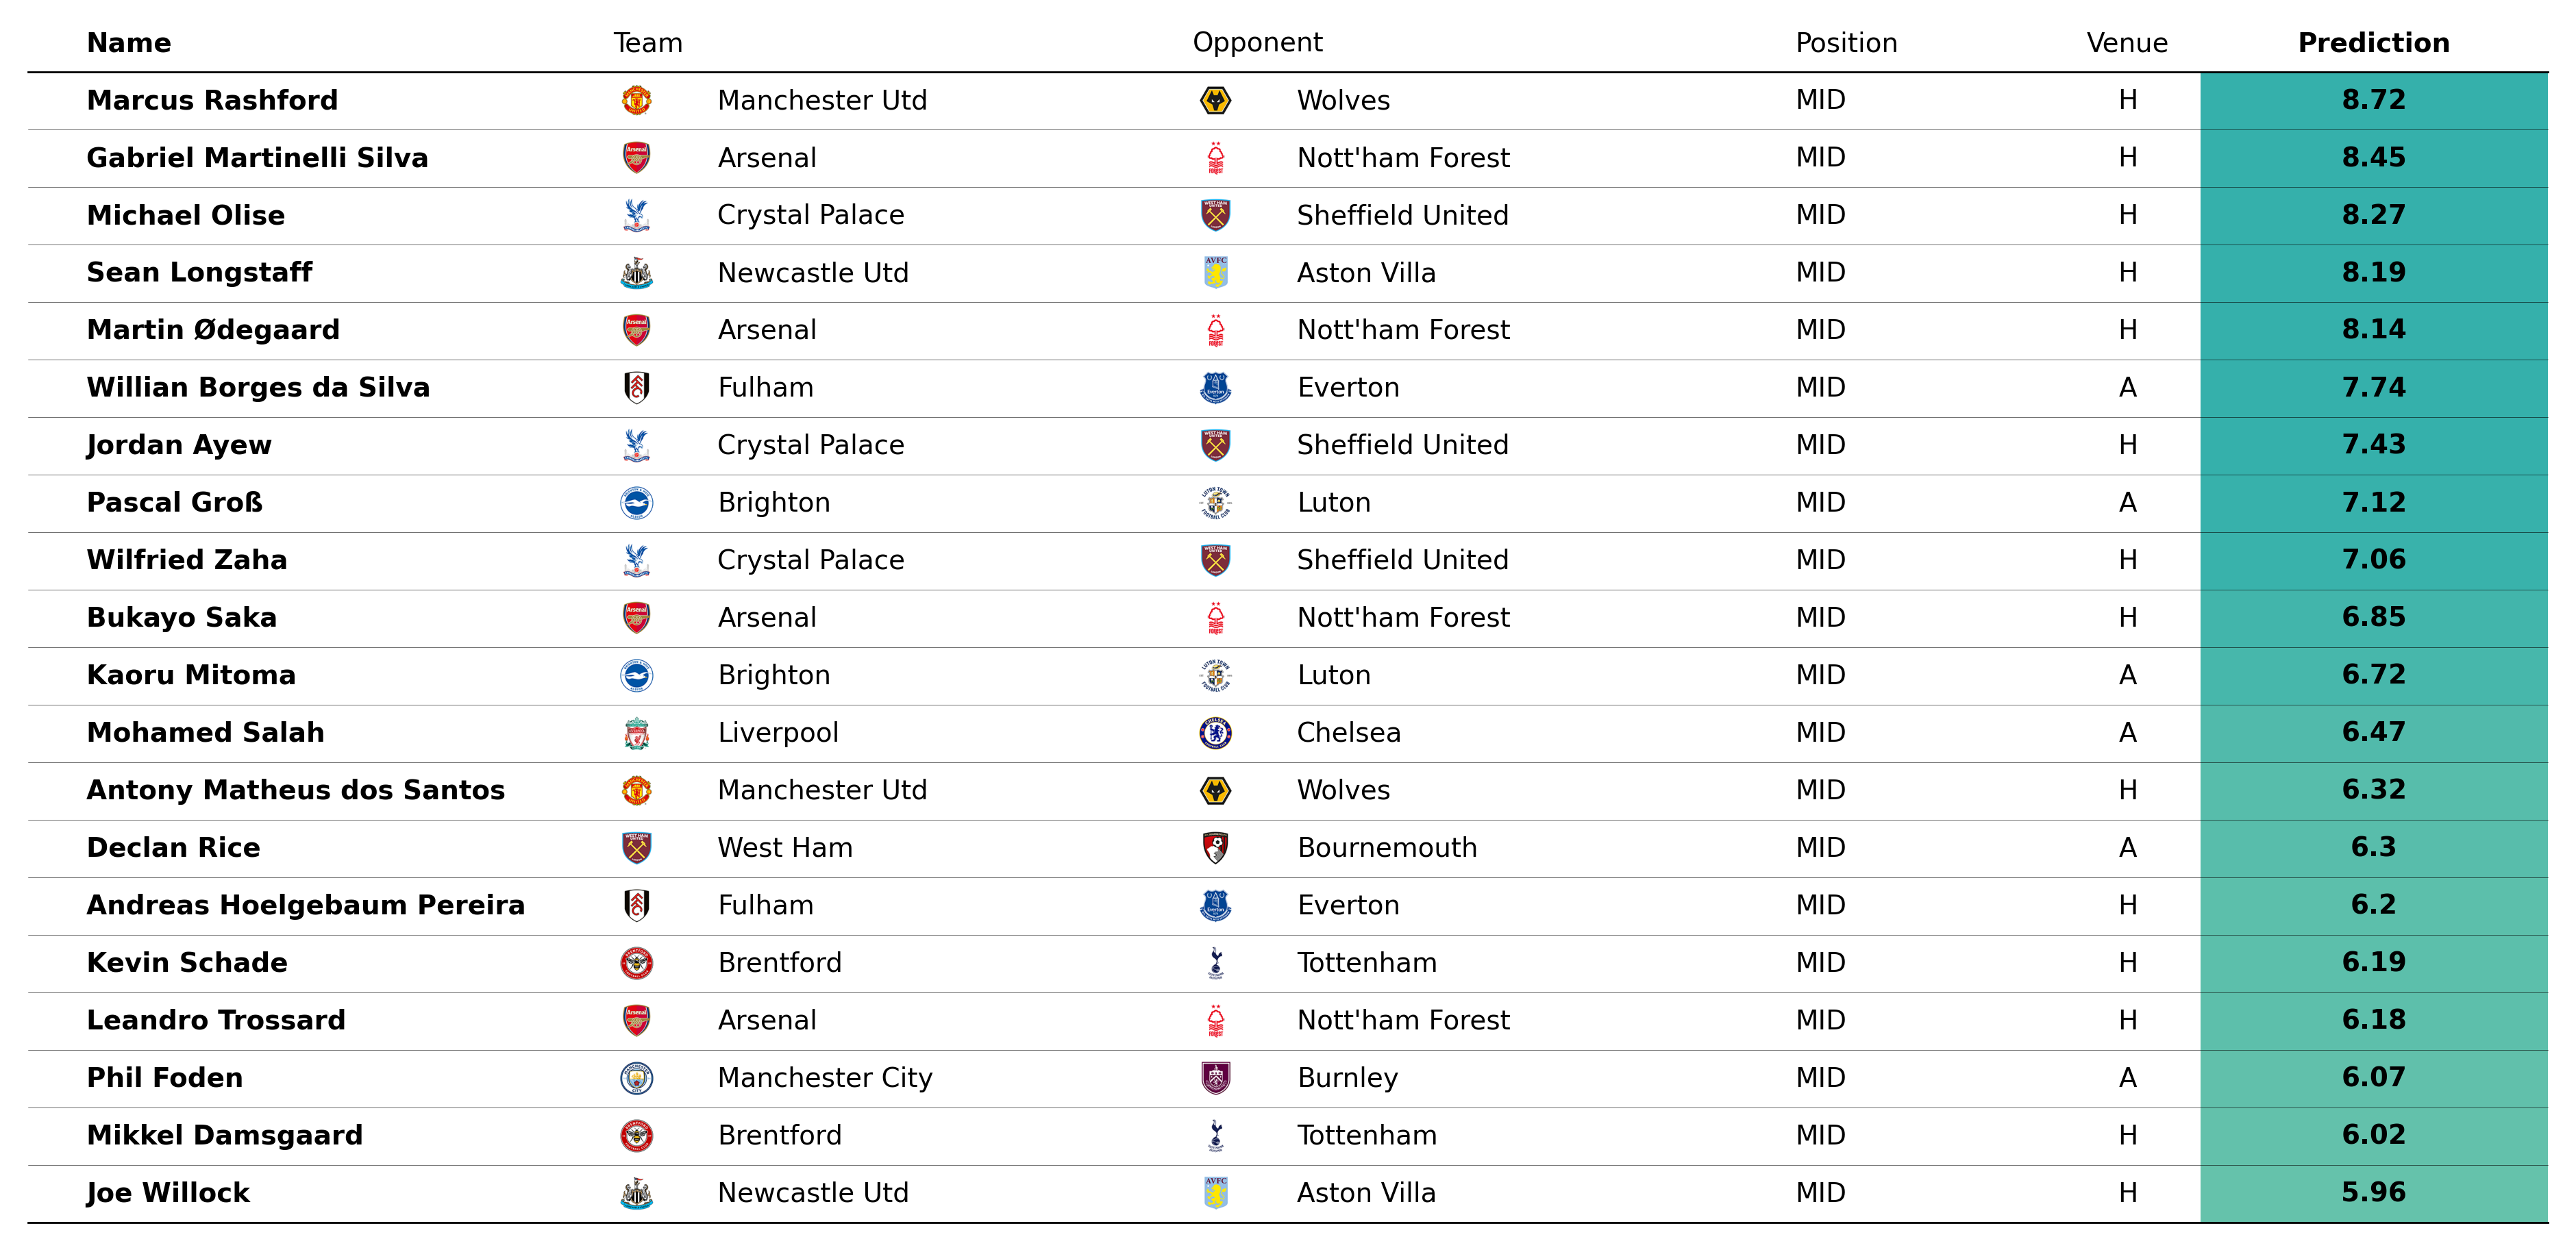 Name Team Opponent Position Venue Prediction
Marcus Rashford Manchester Utd Wolves MID H 8.72
Gabriel Martinelli Silva Arsenal Nott'ham Forest MID H 8.45
Michael Olise Crystal Palace Sheffield United MID H 8.27
Sean Longstaff Newcastle Utd Aston Villa MID H 8.19
Martin Ødegaard Arsenal Nott'ham Forest MID H 8.14
Willian Borges da Silva Fulham Everton MID A 7.74
Jordan Ayew Crystal Palace Sheffield United MID H 7.43
Pascal Groß Brighton Luton MID A 7.12
Wilfried Zaha Crystal Palace Sheffield United MID H 7.06
Bukayo Saka Arsenal Nott'ham Forest MID H 6.85
Kaoru Mitoma Brighton Luton MID A 6.72
Mohamed Salah Liverpool Chelsea MID A 6.47
Antony Matheus dos Santos Manchester Utd Wolves MID H 6.32
Declan Rice West Ham Bournemouth MID A 6.3
Andreas Hoelgebaum Pereira Fulham Everton MID H 6.2
Kevin Schade Brentford Tottenham MID H 6.19
Leandro Trossard Arsenal Nott'ham Forest MID H 6.18
Phil Foden Manchester City Burnley MID A 6.07
Mikkel Damsgaard Brentford Tottenham MID H 6.02
Joe Willock Newcastle Utd Aston Villa MID H 5.96